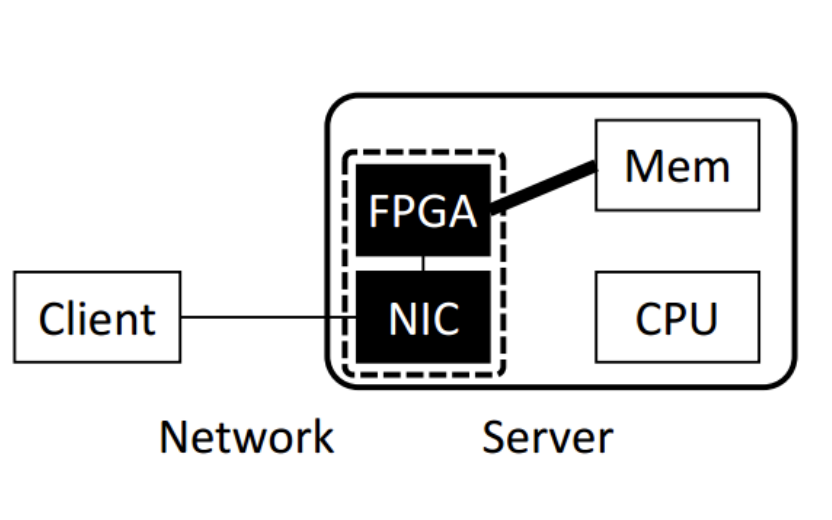 Mem
FPGA
Client
NIC
CPU
Network
Server